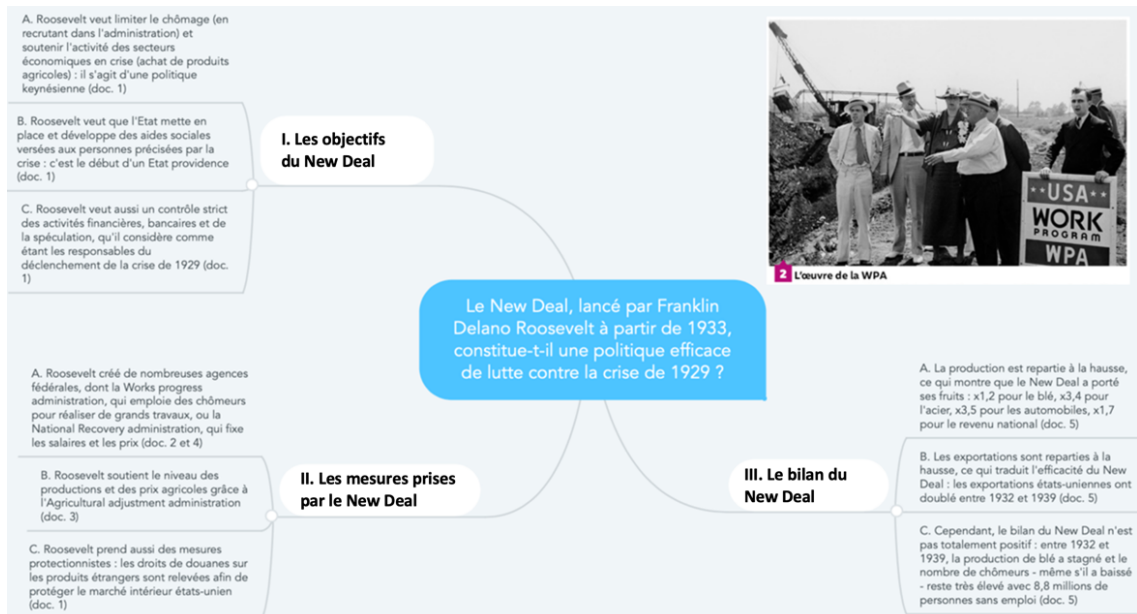 A. Roosevelt veut limiter le chômage (en
recrutant dans l'administration) et
soutenir l'activité des secteurs
économiques en crise (achat de produits
agricoles) : il s'agit d'une politique
keynésienne (doc. 1)
B. Roosevelt veut que l'Etat mette en
place et développe des aides sociales
versées aux personnes précisées par la
crise : c'est le début d'un Etat providence
(doc. 1)
C. Roosevelt veut aussi un contrôle strict
des activités financières, bancaires et de
la spéculation, qu'il considère comme
étant les responsables du
déclenchement de la crise de 1929 (doc.
1)
I. Les objectifs
du New Deal
USA
WORK
PROGRAM
WPA
2 L'œuvre de la WPA
Le New Deal, lancé par Franklin
Delano Roosevelt à partir de 1933,
constitue-t-il une politique efficace
de lutte contre la crise de 1929 ?
A. Roosevelt créé de nombreuses agences
fédérales, dont la Works progress
administration, qui emploie des chômeurs
pour réaliser de grands travaux, ou la
National Recovery administration, qui fixe
les salaires et les prix (doc. 2 et 4)
B. Roosevelt soutient le niveau des
productions et des prix agricoles grâce à
l'Agricultural adjustment administration
(doc. 3)
C. Roosevelt prend aussi des mesures
protectionnistes : les droits de douanes sur
les produits étrangers sont relevées afin de
protéger le marché intérieur états-unien
(doc. 1)
II. Les mesures prises
par le New Deal
III. Le bilan du
New Deal
A. La production est repartie à la hausse,
ce qui montre que le New Deal a porté
ses fruits : x1,2 pour le blé, x3,4 pour
l'acier, x3,5 pour les automobiles, x1,7
pour le revenu national (doc. 5)
B. Les exportations sont reparties à la
hausse, ce qui traduit l'efficacité du New
Deal : les exportations états-uniennes ont
doublé entre 1932 et 1939 (doc. 5)
C. Cependant, le bilan du New Deal n'est
pas totalement positif : entre 1932 et
1939, la production de blé a stagné et le
nombre de chômeurs - même s'il a baissé
- reste très élevé avec 8,8 millions de
personnes sans emploi (doc. 5)